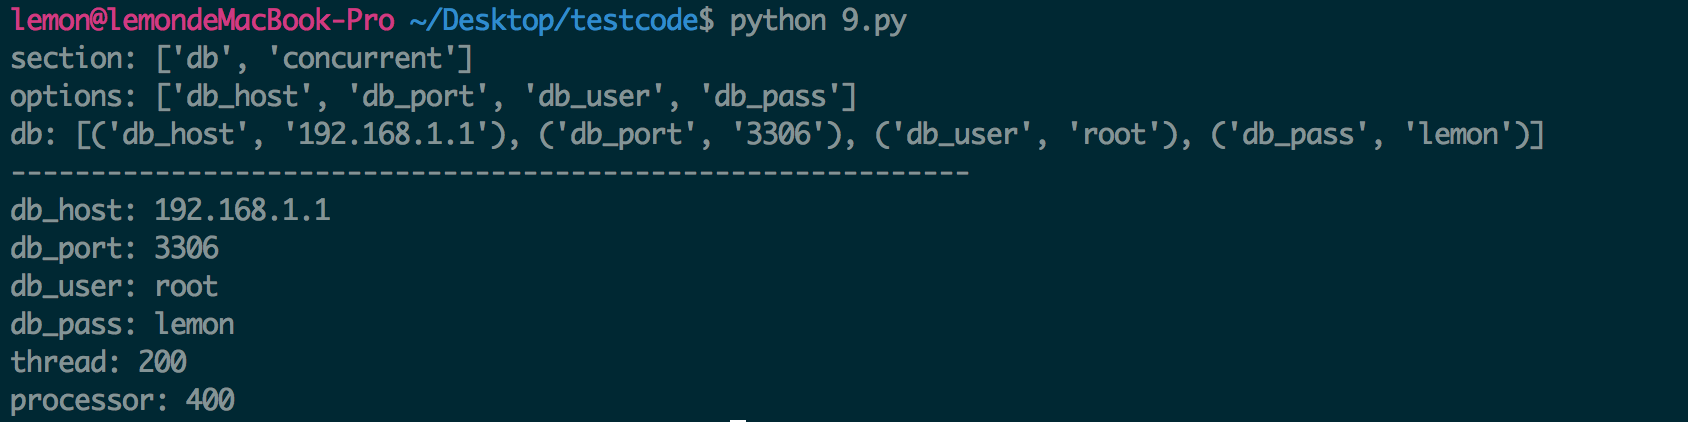 lemon@lemondeMacBook-Pro ~/Desktop/testcode$ python 9.py
section: ['db', 'concurrent']
options: ['db_host', 'db_port', 'db_user', 'db_pass']
db: [('db_host', '192.168.1.1'), ('db_port', '3306'), ('db_user', 'root'), ('db_pass', 'lemon')]
------------------------------------------------------------
db_host: 192.168.1.1
db_port: 3306
db_user: root
db_pass: lemon
thread: 200
processor: 400